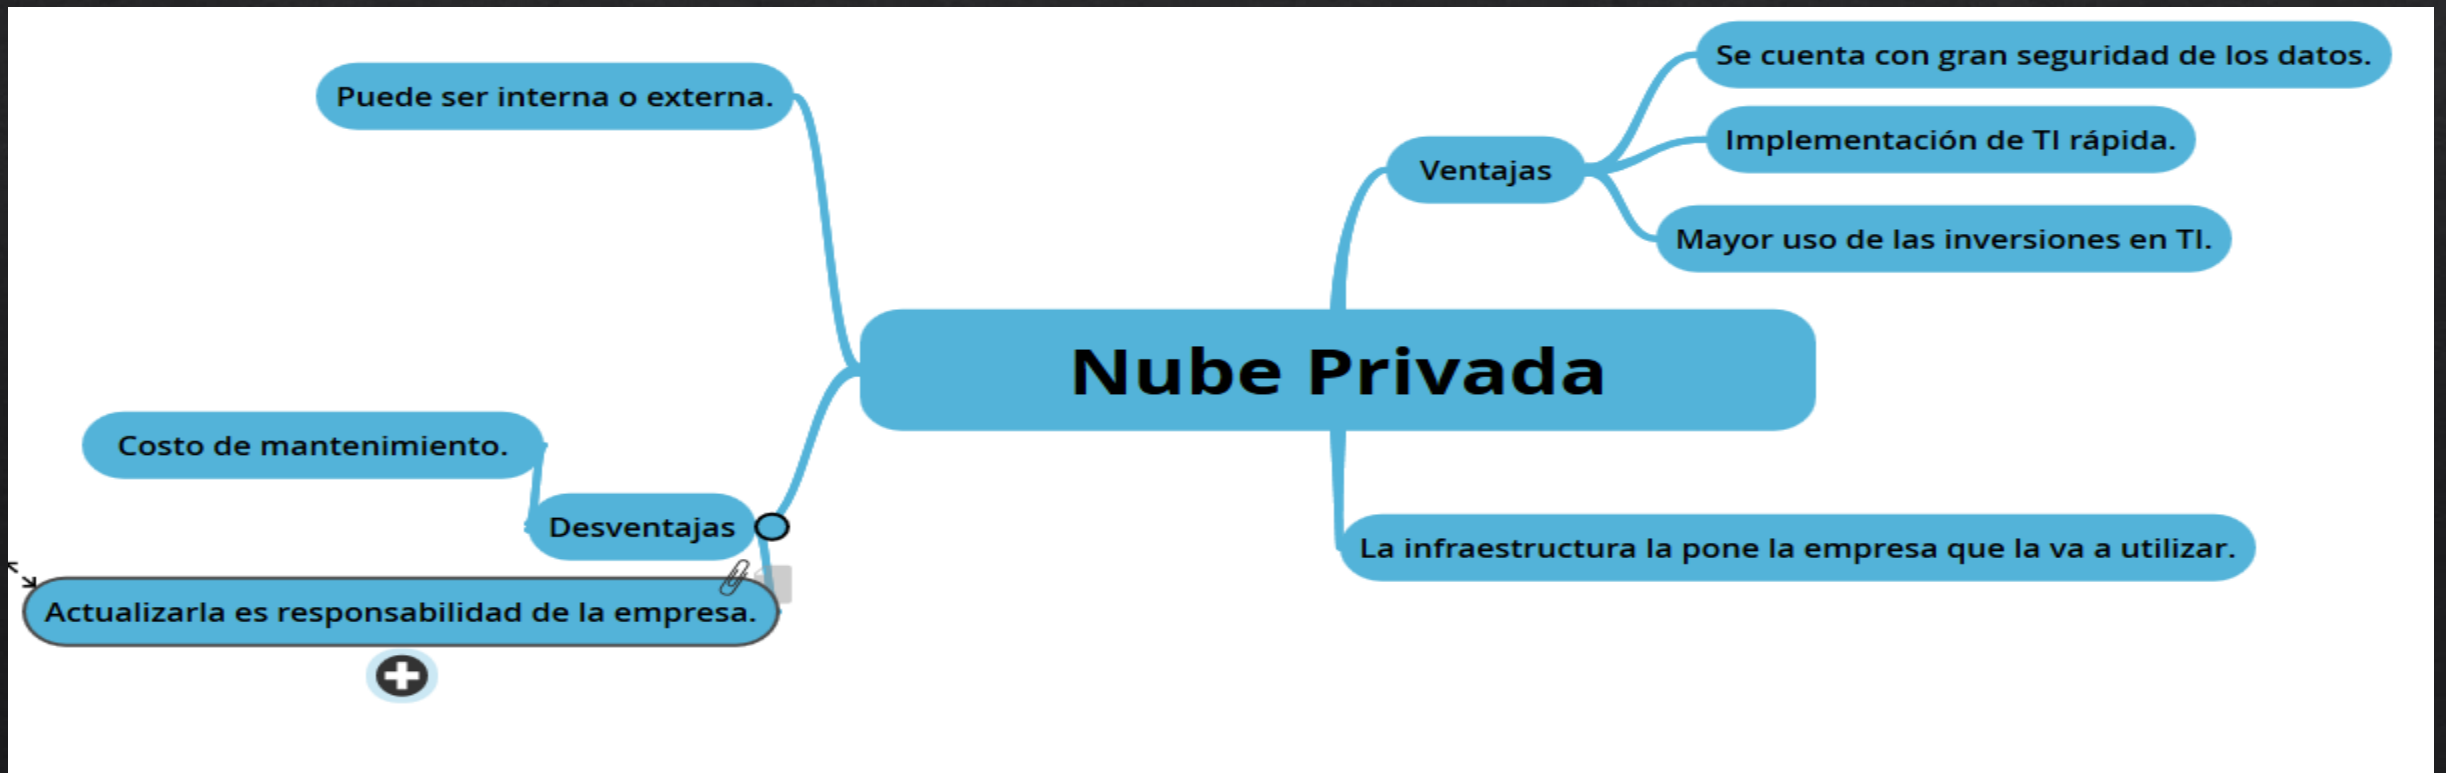 Nube Privada
Puede ser interna o externa.
Desventajas
Costo de mantenimiento.
Actualizarla es responsabilidad de la empresa.
Ventajas
Se cuenta con gran seguridad de los datos.
Implementación de TI rápida.
Mayor uso de las inversiones en TI.
La infraestructura la pone la empresa que la va a utilizar.